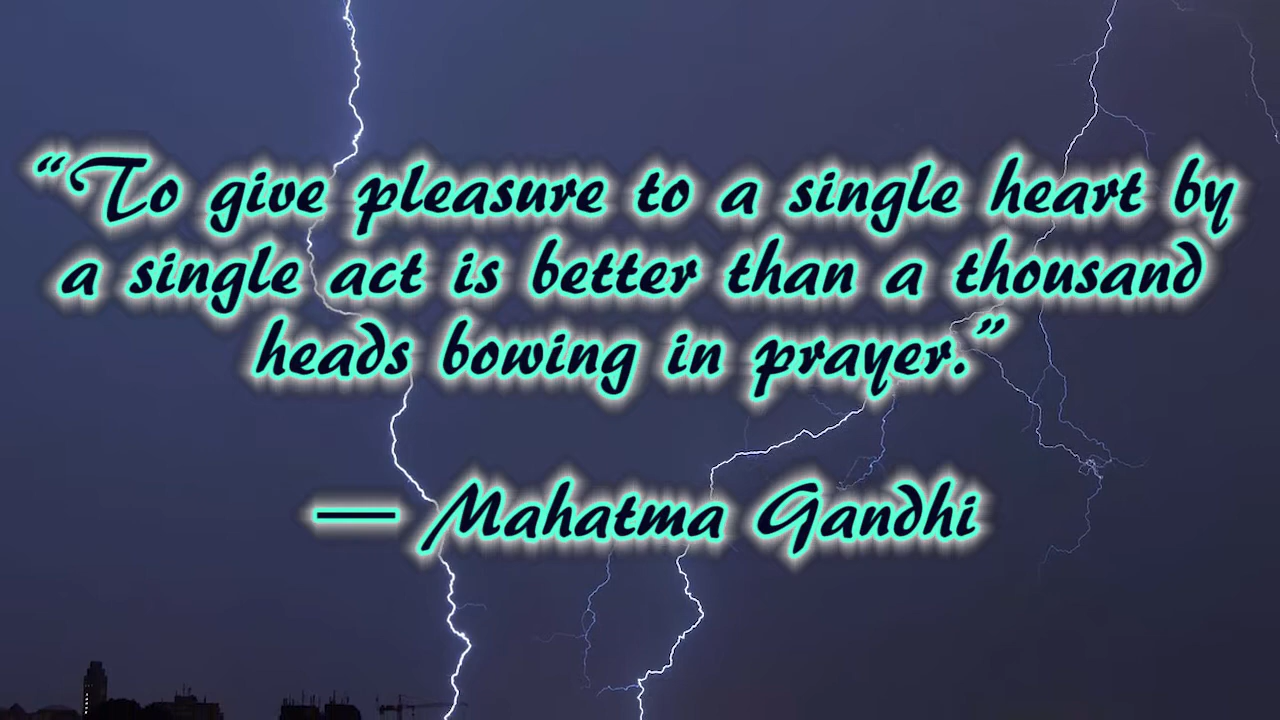 “To give pleasure to a single heart by
a single act is better than a thousand
heads bowing in prayer.”
— Mahatma Gandhi